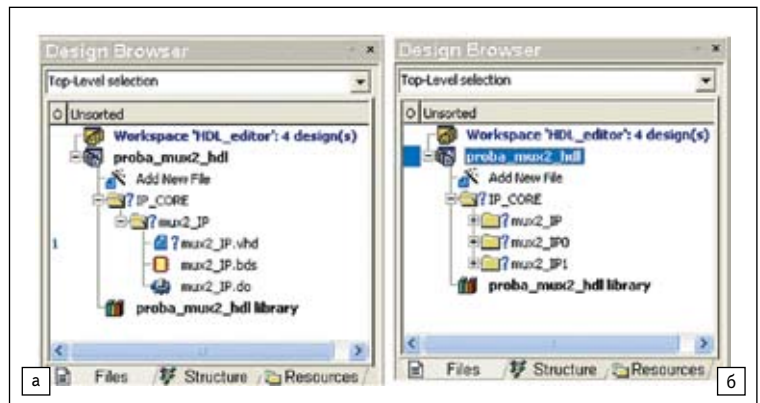 Design Browser
Top-Level selection
Unsorted
Workspace 'HDL_editor': 4 design(s)
proba_mux2_hdl
Add New File
IP_CORE
mux2_IP
1
mux2_IP.vhd
mux2_IP.bds
mux2_IP.do
proba_mux2_hdl library
Files
Structure
Resources
а
Design Browser
Top-Level selection
Unsorted
Workspace 'HDL_editor': 4 design(s)
proba_mux2_hdl
Add New File
IP_CORE
mux2_IP
mux2_IP0
mux2_IP1
proba_mux2_hdl library
Files
Structure
Resources
б